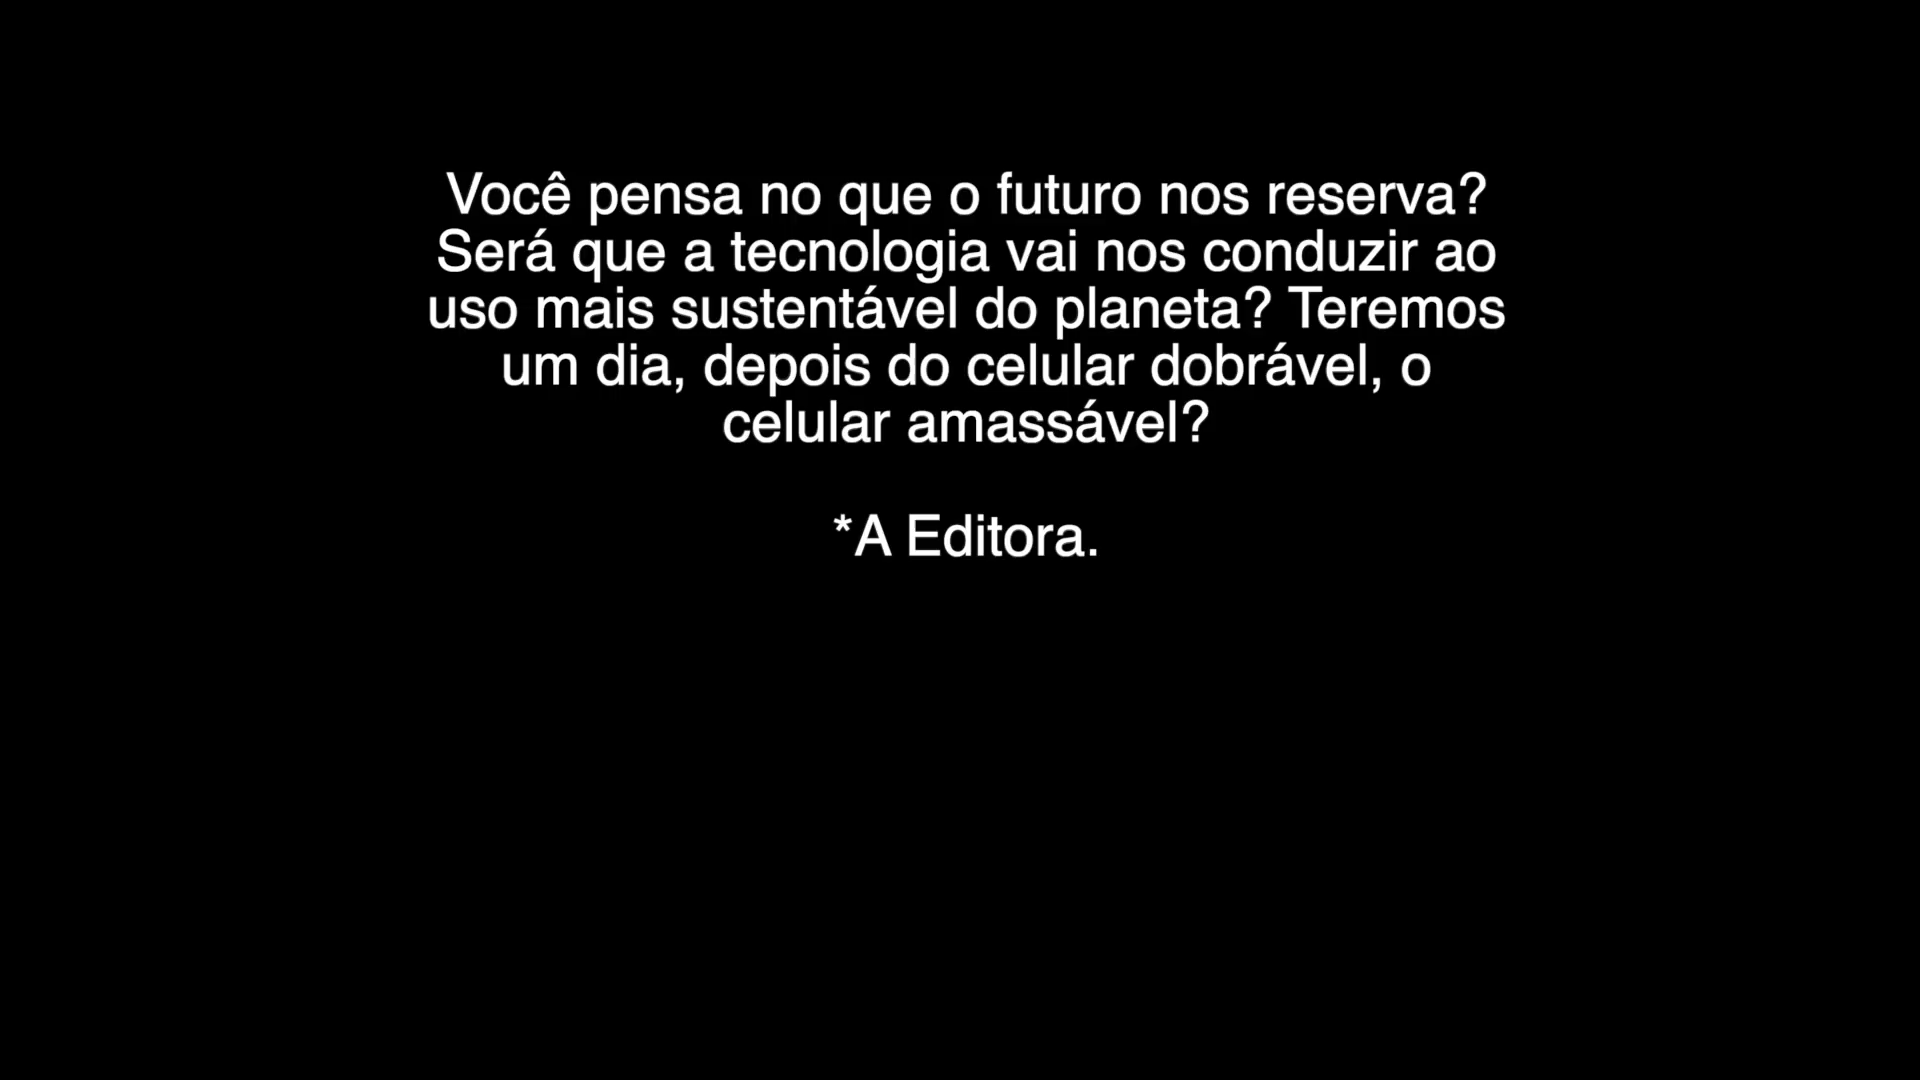 Você pensa no que o futuro nos reserva?
Será que a tecnologia vai nos conduzir ao
uso mais sustentável do planeta? Teremos
um dia, depois do celular dobrável, o
celular amassável?
*A Editora.